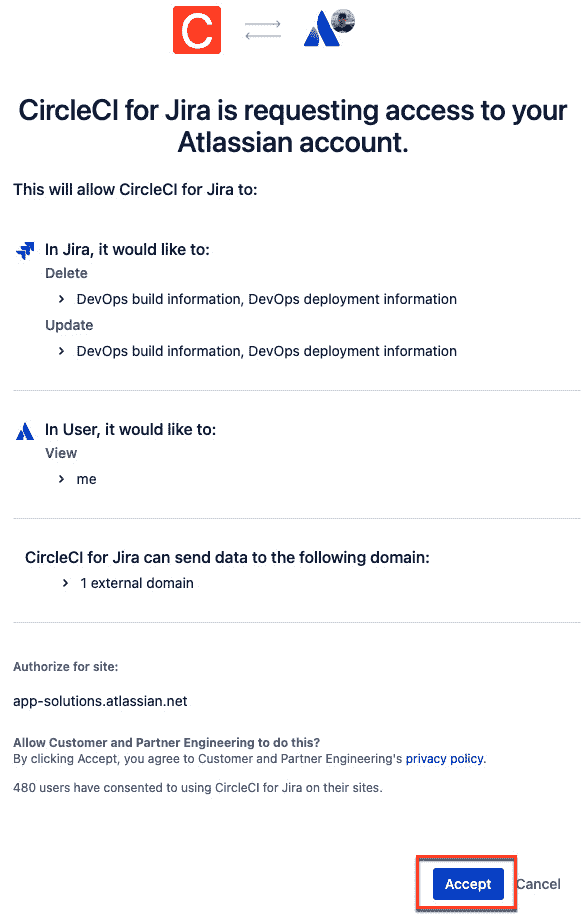 C
CircleCI for Jira is requesting access to your
Atlassian account.
This will allow CircleCI for Jira to:
In Jira, it would like to:
Delete
DevOps build information, DevOps deployment information
Update
DevOps build information, DevOps deployment information
In User, it would like to:
View
me
CircleCI for Jira can send data to the following domain:
1 external domain
Authorize for site:
app-solutions.atlassian.net
Allow Customer and Partner Engineering to do this?
By clicking Accept, you agree to Customer and Partner Engineering's privacy policy.
480 users have consented to using CircleCI for Jira on their sites.
Accept Cancel